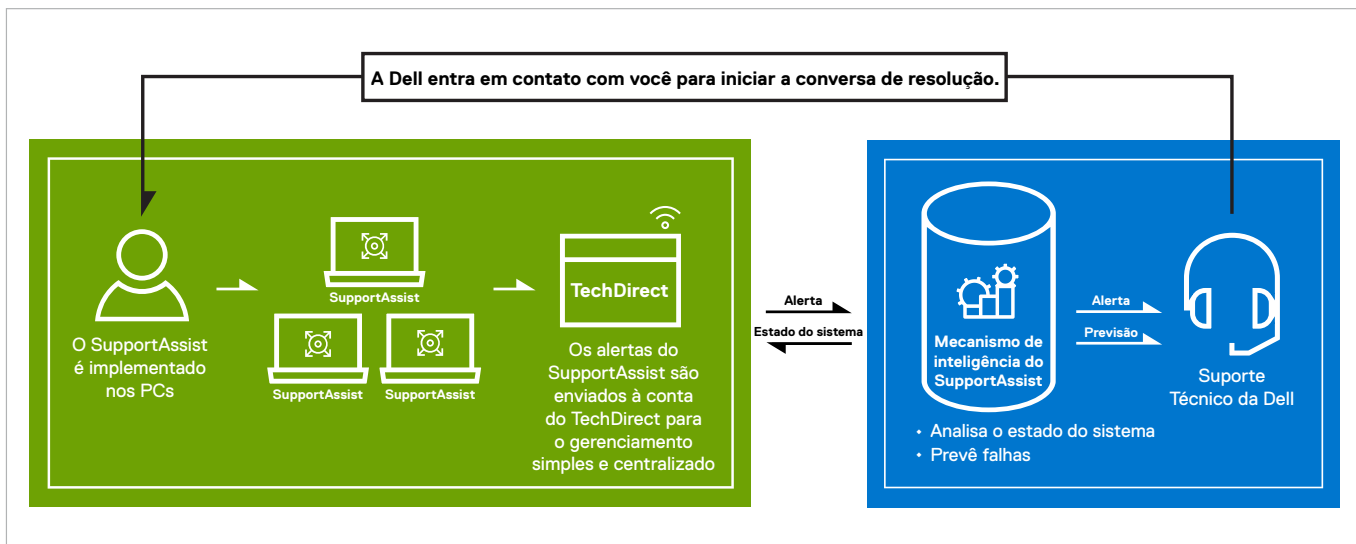 A Dell entra em contato com você para iniciar a conversa de resolução.
O SupportAssist
é implementado
nos PCs
SupportAssist
SupportAssist
SupportAssist
TechDirect
Os alertas do
SupportAssist são
enviados à conta
do TechDirect para
o gerenciamento
simples e centralizado
Alerta
Estado do sistema
Mecanismo de
inteligência do
SupportAssist
• Analisa o estado do sistema
• Prevê falhas
Alerta
Previsão
Suporte
Técnico da Dell